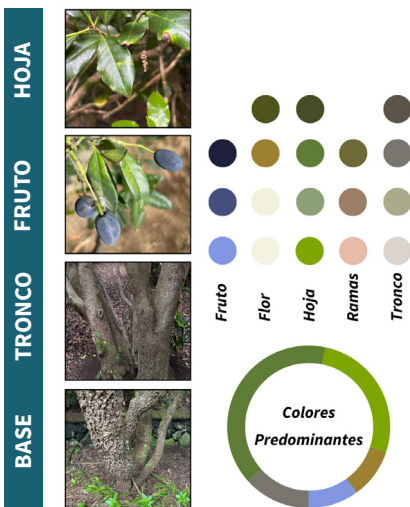 HOJA
FRUTO
TRONCO
BASE
Fruto
Flor
Hoja
Ramas
Tronco
Colores
Predominantes